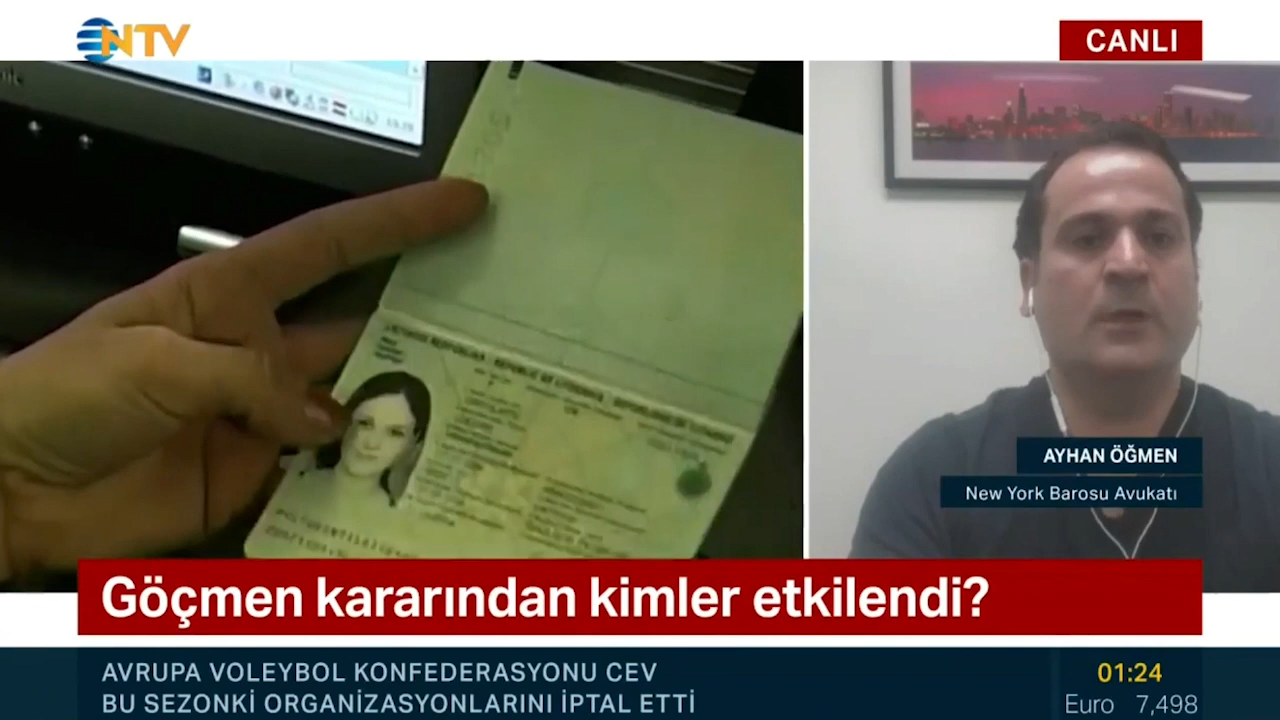 NTV
CANLI
AYHAN ÖĞMEN
New York Barosu Avukatı
Göçmen kararından kimler etkilendi?
AVRUPA VOLEYBOL KONFEDERASYONU CEV
BU SEZONKİ ORGANİZASYONLARINI İPTAL ETTİ
01:24
Euro 7,498